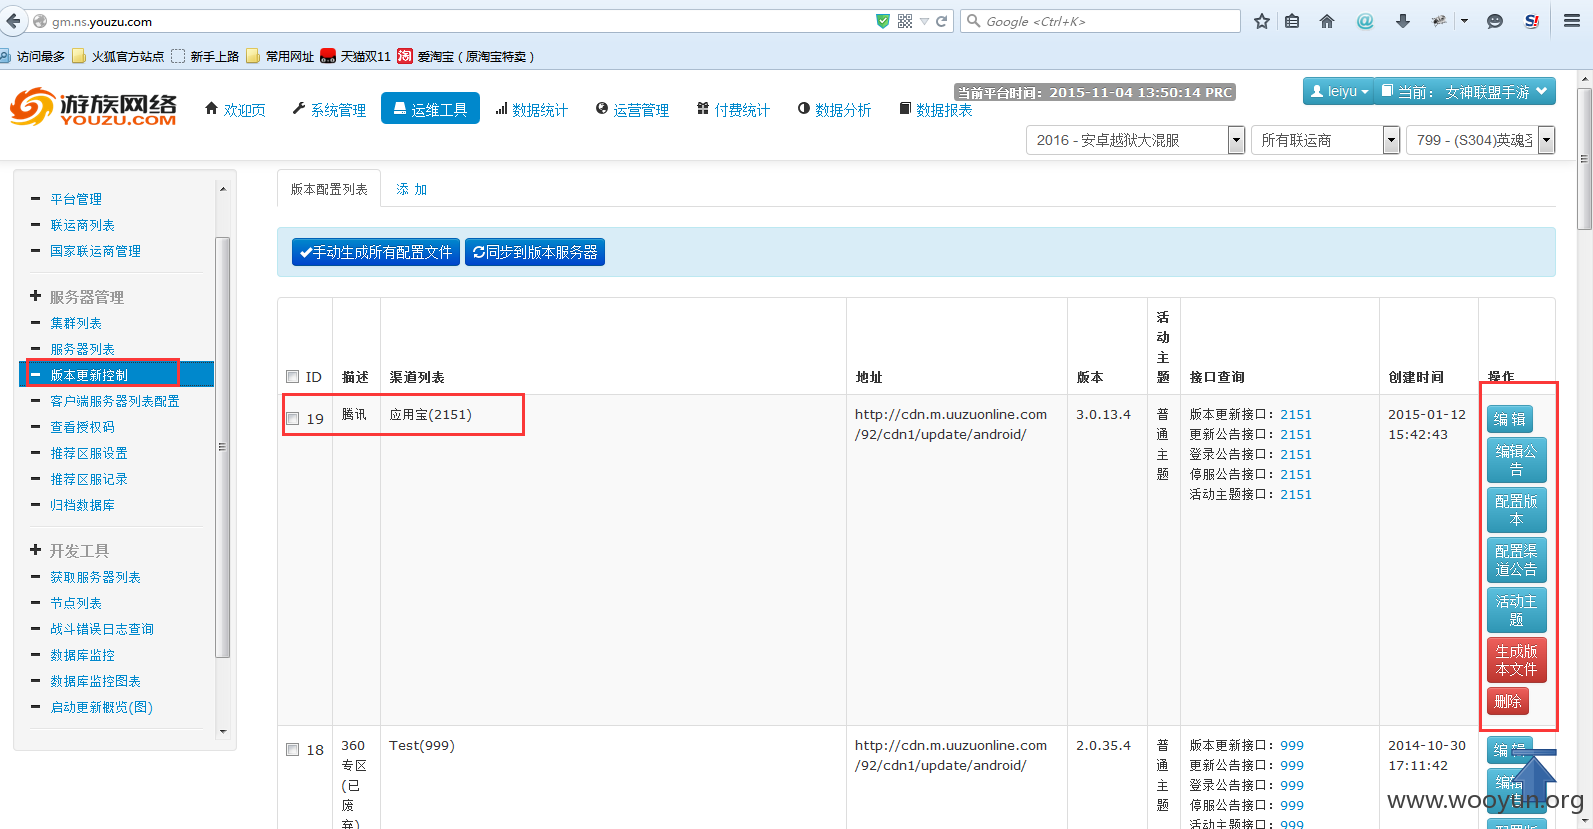 gm.ns.youzu.com
Google <Ctrl+K>
访问最多 火狐官方站点 新手上路 常用网址 天猫双11 淘 爱淘宝（原淘宝特卖）
游族网络
YOUZU.COM
欢迎页 系统管理 运维工具 数据统计 运营管理 付费统计 数据分析 数据报表
当前平台时间：2015-11-04 13:50:14 PRC
leiyu 当前： 女神联盟手游
2016 - 安卓越狱大混服 所有联运商 799 - (S304)英魂圣
平台管理
联运商列表
国家联运商管理
服务器管理
集群列表
服务器列表
版本更新控制
客户端服务器列表配置
查看授权码
推荐区服设置
推荐区服记录
归档数据库
开发工具
获取服务器列表
节点列表
战斗错误日志查询
数据库监控
数据库监控图表
启动更新概览(图)
版本配置列表 添 加
手动生成所有配置文件 同步到版本服务器
ID 描述 渠道列表 地址 版本 活动主题 接口查询 创建时间 操作
19 腾讯 应用宝(2151)
http://cdn.m.uuzuonline.com
/92/cdn1/update/android/
3.0.13.4
普通主题
版本更新接口：2151
更新公告接口：2151
登录公告接口：2151
停服公告接口：2151
活动主题接口：2151
2015-01-12
15:42:43
编 辑
编辑公
告
配置版
本
配置渠
道公告
活动主
题
生成版
本文件
删除
18
360
专区
(已
废
弃)
Test(999)
http://cdn.m.uuzuonline.com
/92/cdn1/update/android/
2.0.35.4
普通主题
版本更新接口：999
更新公告接口：999
登录公告接口：999
停服公告接口：999
活动主题接口：999
2014-10-30
17:11:42
编 辑
编辑
www.wooyun.org